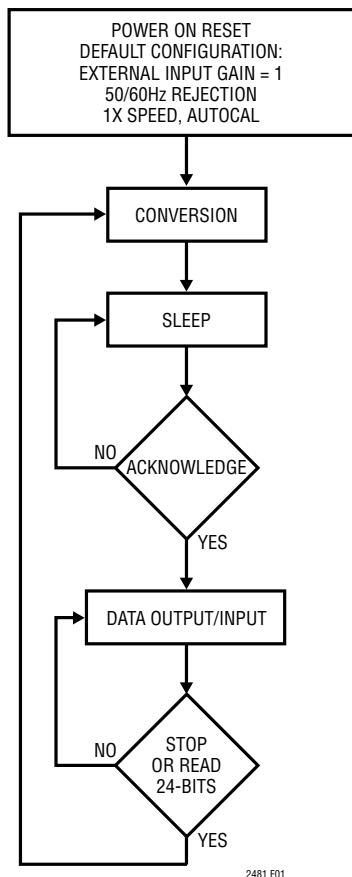 POWER ON RESET
DEFAULT CONFIGURATION:
EXTERNAL INPUT GAIN = 1
50/60Hz REJECTION
1X SPEED, AUTOCAL
CONVERSION
SLEEP
NO
ACKNOWLEDGE
YES
DATA OUTPUT/INPUT
NO
STOP
OR READ
24-BITS
YES
2481 F01